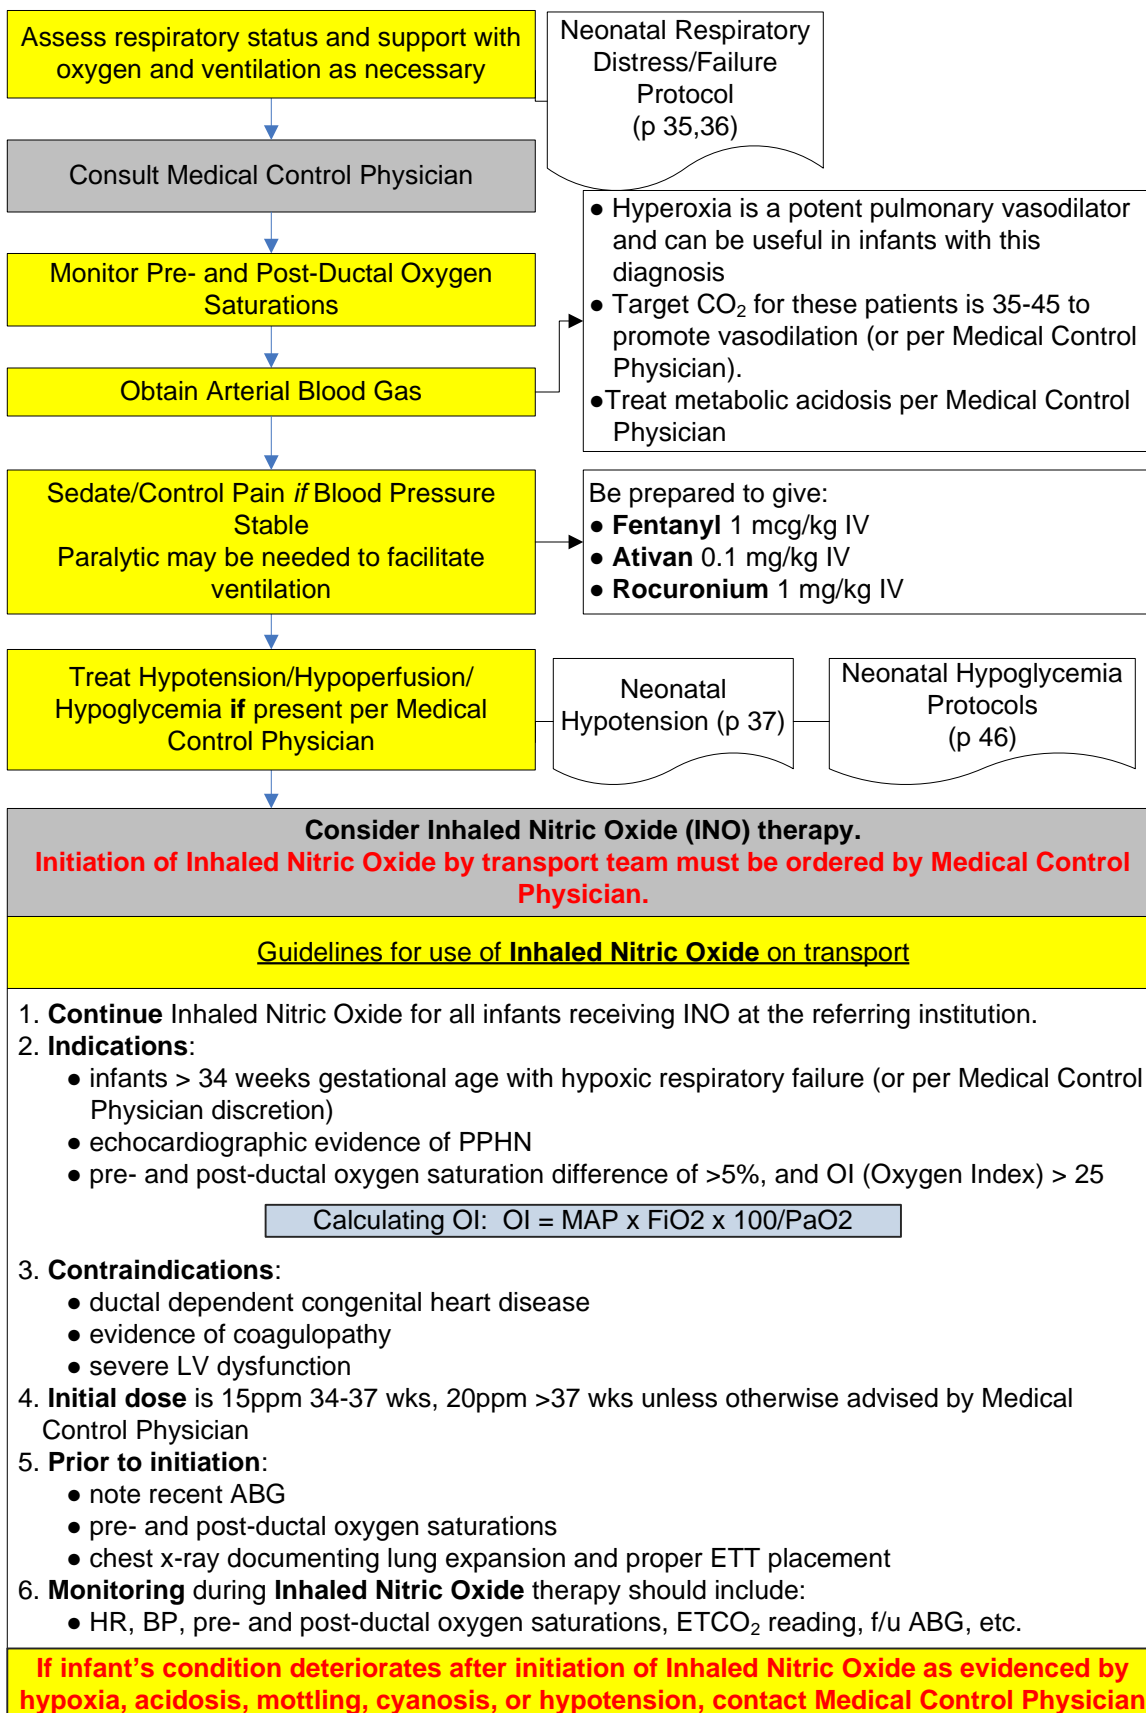 Assess respiratory status and support with
oxygen and ventilation as necessary
Neonatal Respiratory
Distress/Failure
Protocol
(p 35,36)
Consult Medical Control Physician
Monitor Pre- and Post-Ductal Oxygen
Saturations
Obtain Arterial Blood Gas
● Hyperoxia is a potent pulmonary vasodilator
and can be useful in infants with this
diagnosis
● Target CO₂ for these patients is 35-45 to
promote vasodilation (or per Medical Control
Physician).
●Treat metabolic acidosis per Medical Control
Physician
Sedate/Control Pain if Blood Pressure
Stable
Paralytic may be needed to facilitate
ventilation
Be prepared to give:
● Fentanyl 1 mcg/kg IV
● Ativan 0.1 mg/kg IV
● Rocuronium 1 mg/kg IV
Treat Hypotension/Hypoperfusion/
Hypoglycemia if present per Medical
Control Physician
Neonatal
Hypotension (p 37)
Neonatal Hypoglycemia
Protocols
(p 46)
Consider Inhaled Nitric Oxide (INO) therapy.
Initiation of Inhaled Nitric Oxide by transport team must be ordered by Medical Control
Physician.
Guidelines for use of Inhaled Nitric Oxide on transport
1. Continue Inhaled Nitric Oxide for all infants receiving INO at the referring institution.
2. Indications:
● infants > 34 weeks gestational age with hypoxic respiratory failure (or per Medical Control
Physician discretion)
● echocardiographic evidence of PPHN
● pre- and post-ductal oxygen saturation difference of >5%, and OI (Oxygen Index) > 25
Calculating OI: OI = MAP x FiO2 x 100/PaO2
3. Contraindications:
● ductal dependent congenital heart disease
● evidence of coagulopathy
● severe LV dysfunction
4. Initial dose is 15ppm 34-37 wks, 20ppm >37 wks unless otherwise advised by Medical
Control Physician
5. Prior to initiation:
● note recent ABG
● pre- and post-ductal oxygen saturations
● chest x-ray documenting lung expansion and proper ETT placement
6. Monitoring during Inhaled Nitric Oxide therapy should include:
● HR, BP, pre- and post-ductal oxygen saturations, ETCO₂ reading, f/u ABG, etc.
If infant's condition deteriorates after initiation of Inhaled Nitric Oxide as evidenced by
hypoxia, acidosis, mottling, cyanosis, or hypotension, contact Medical Control Physician